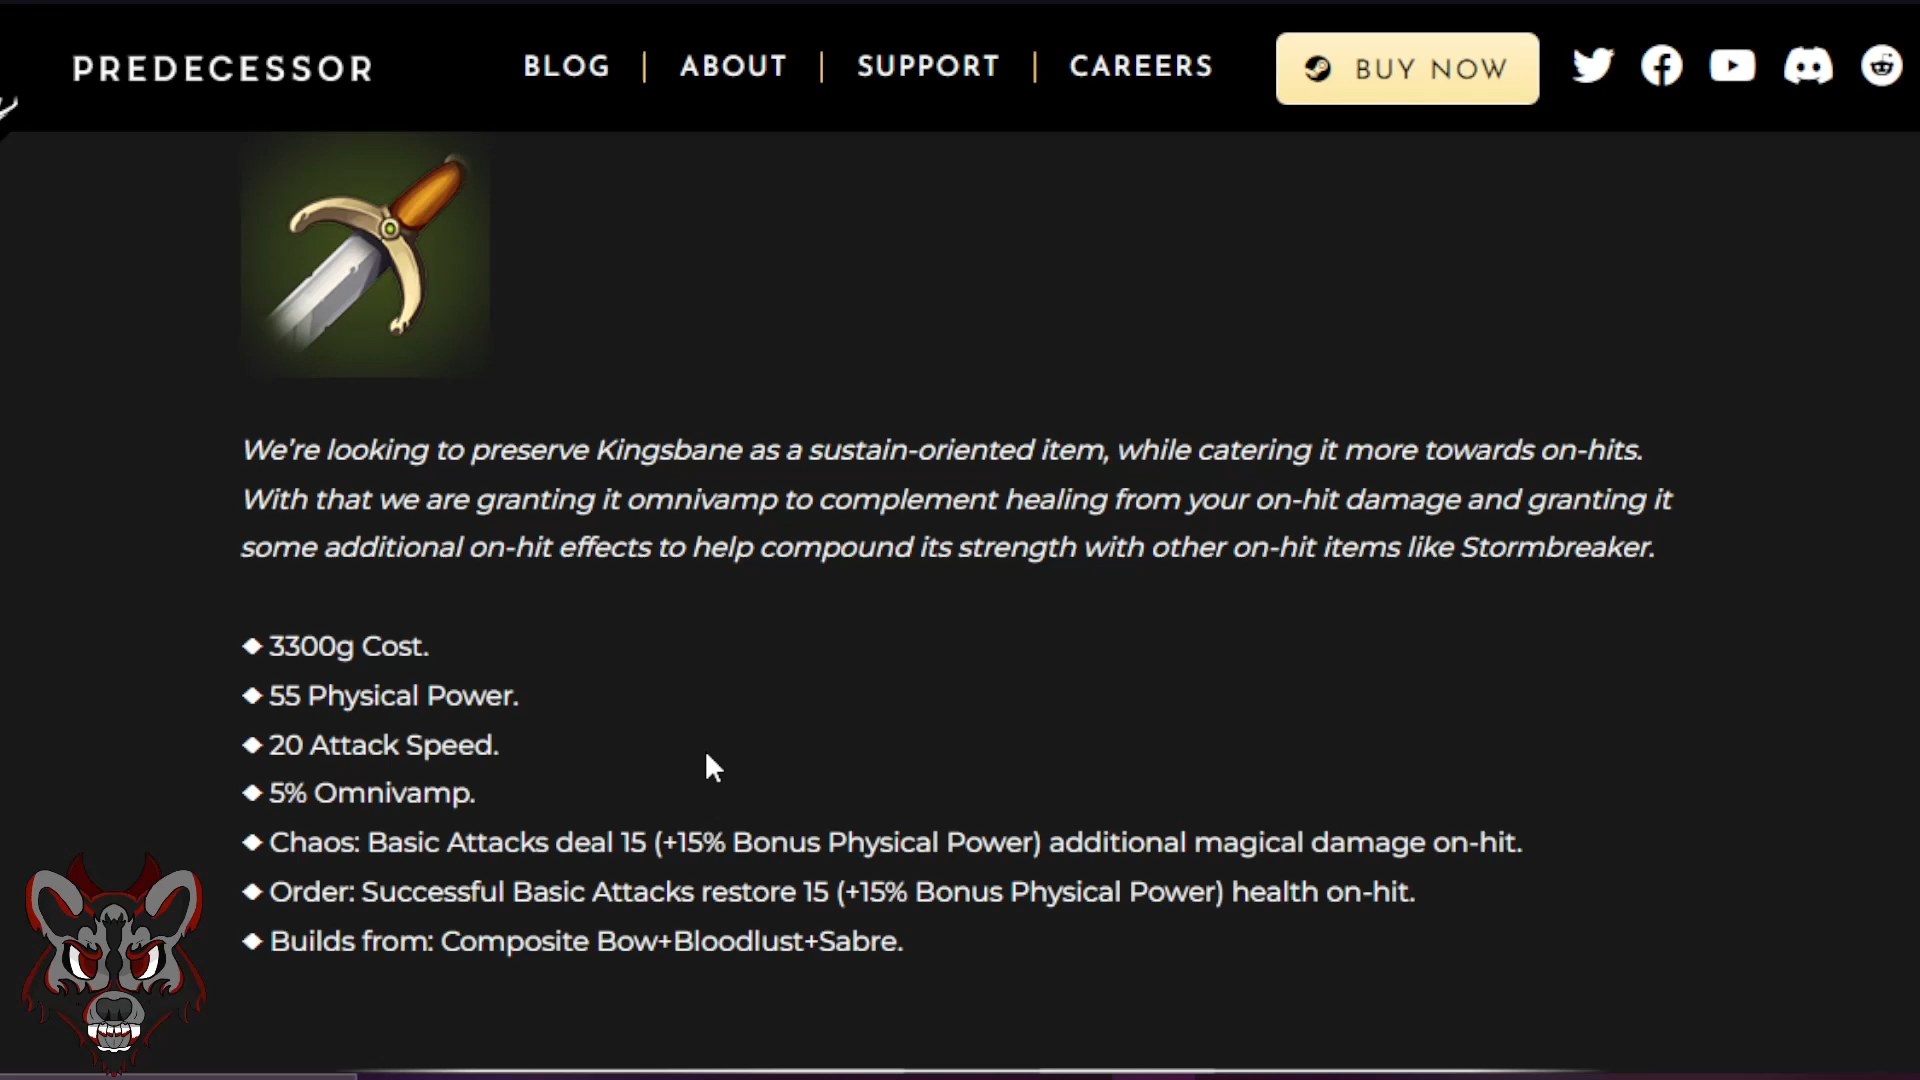 PREDECESSOR
BLOG | ABOUT | SUPPORT | CAREERS
BUY NOW
We're looking to preserve Kingsbane as a sustain-oriented item, while catering it more towards on-hits.
With that we are granting it omnivamp to complement healing from your on-hit damage and granting it
some additional on-hit effects to help compound its strength with other on-hit items like Stormbreaker.
◆ 3300g Cost.
◆ 55 Physical Power.
◆ 20 Attack Speed.
◆ 5% Omnivamp.
◆ Chaos: Basic Attacks deal 15 (+15% Bonus Physical Power) additional magical damage on-hit.
◆ Order: Successful Basic Attacks restore 15 (+15% Bonus Physical Power) health on-hit.
◆ Builds from: Composite Bow+Bloodlust+Sabre.